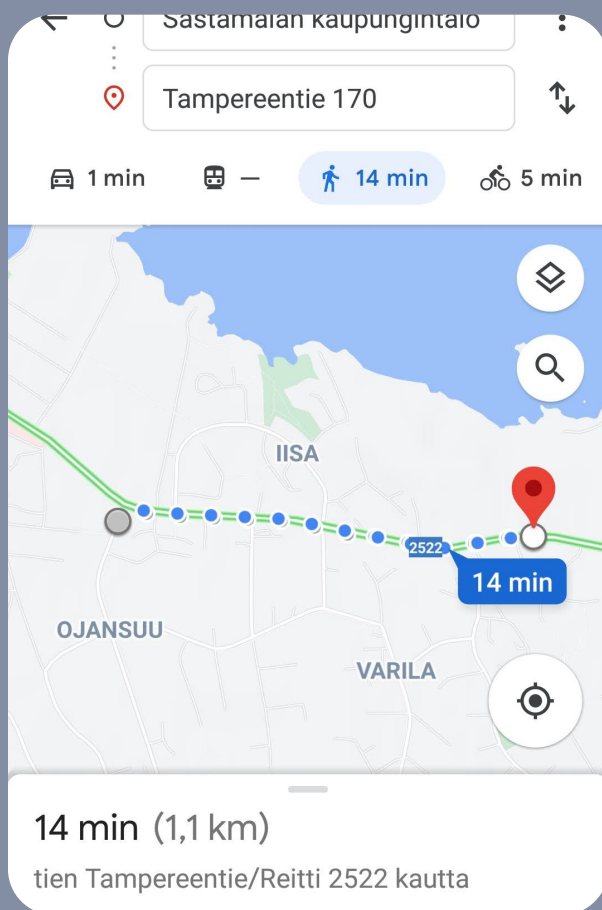 Sastamalan kaupungintalo
Tampereentie 170
1 min
—
14 min
5 min
IISA
2522
14 min
OJANSUU
VARILA
14 min (1,1 km)
tien Tampereentie/Reitti 2522 kautta